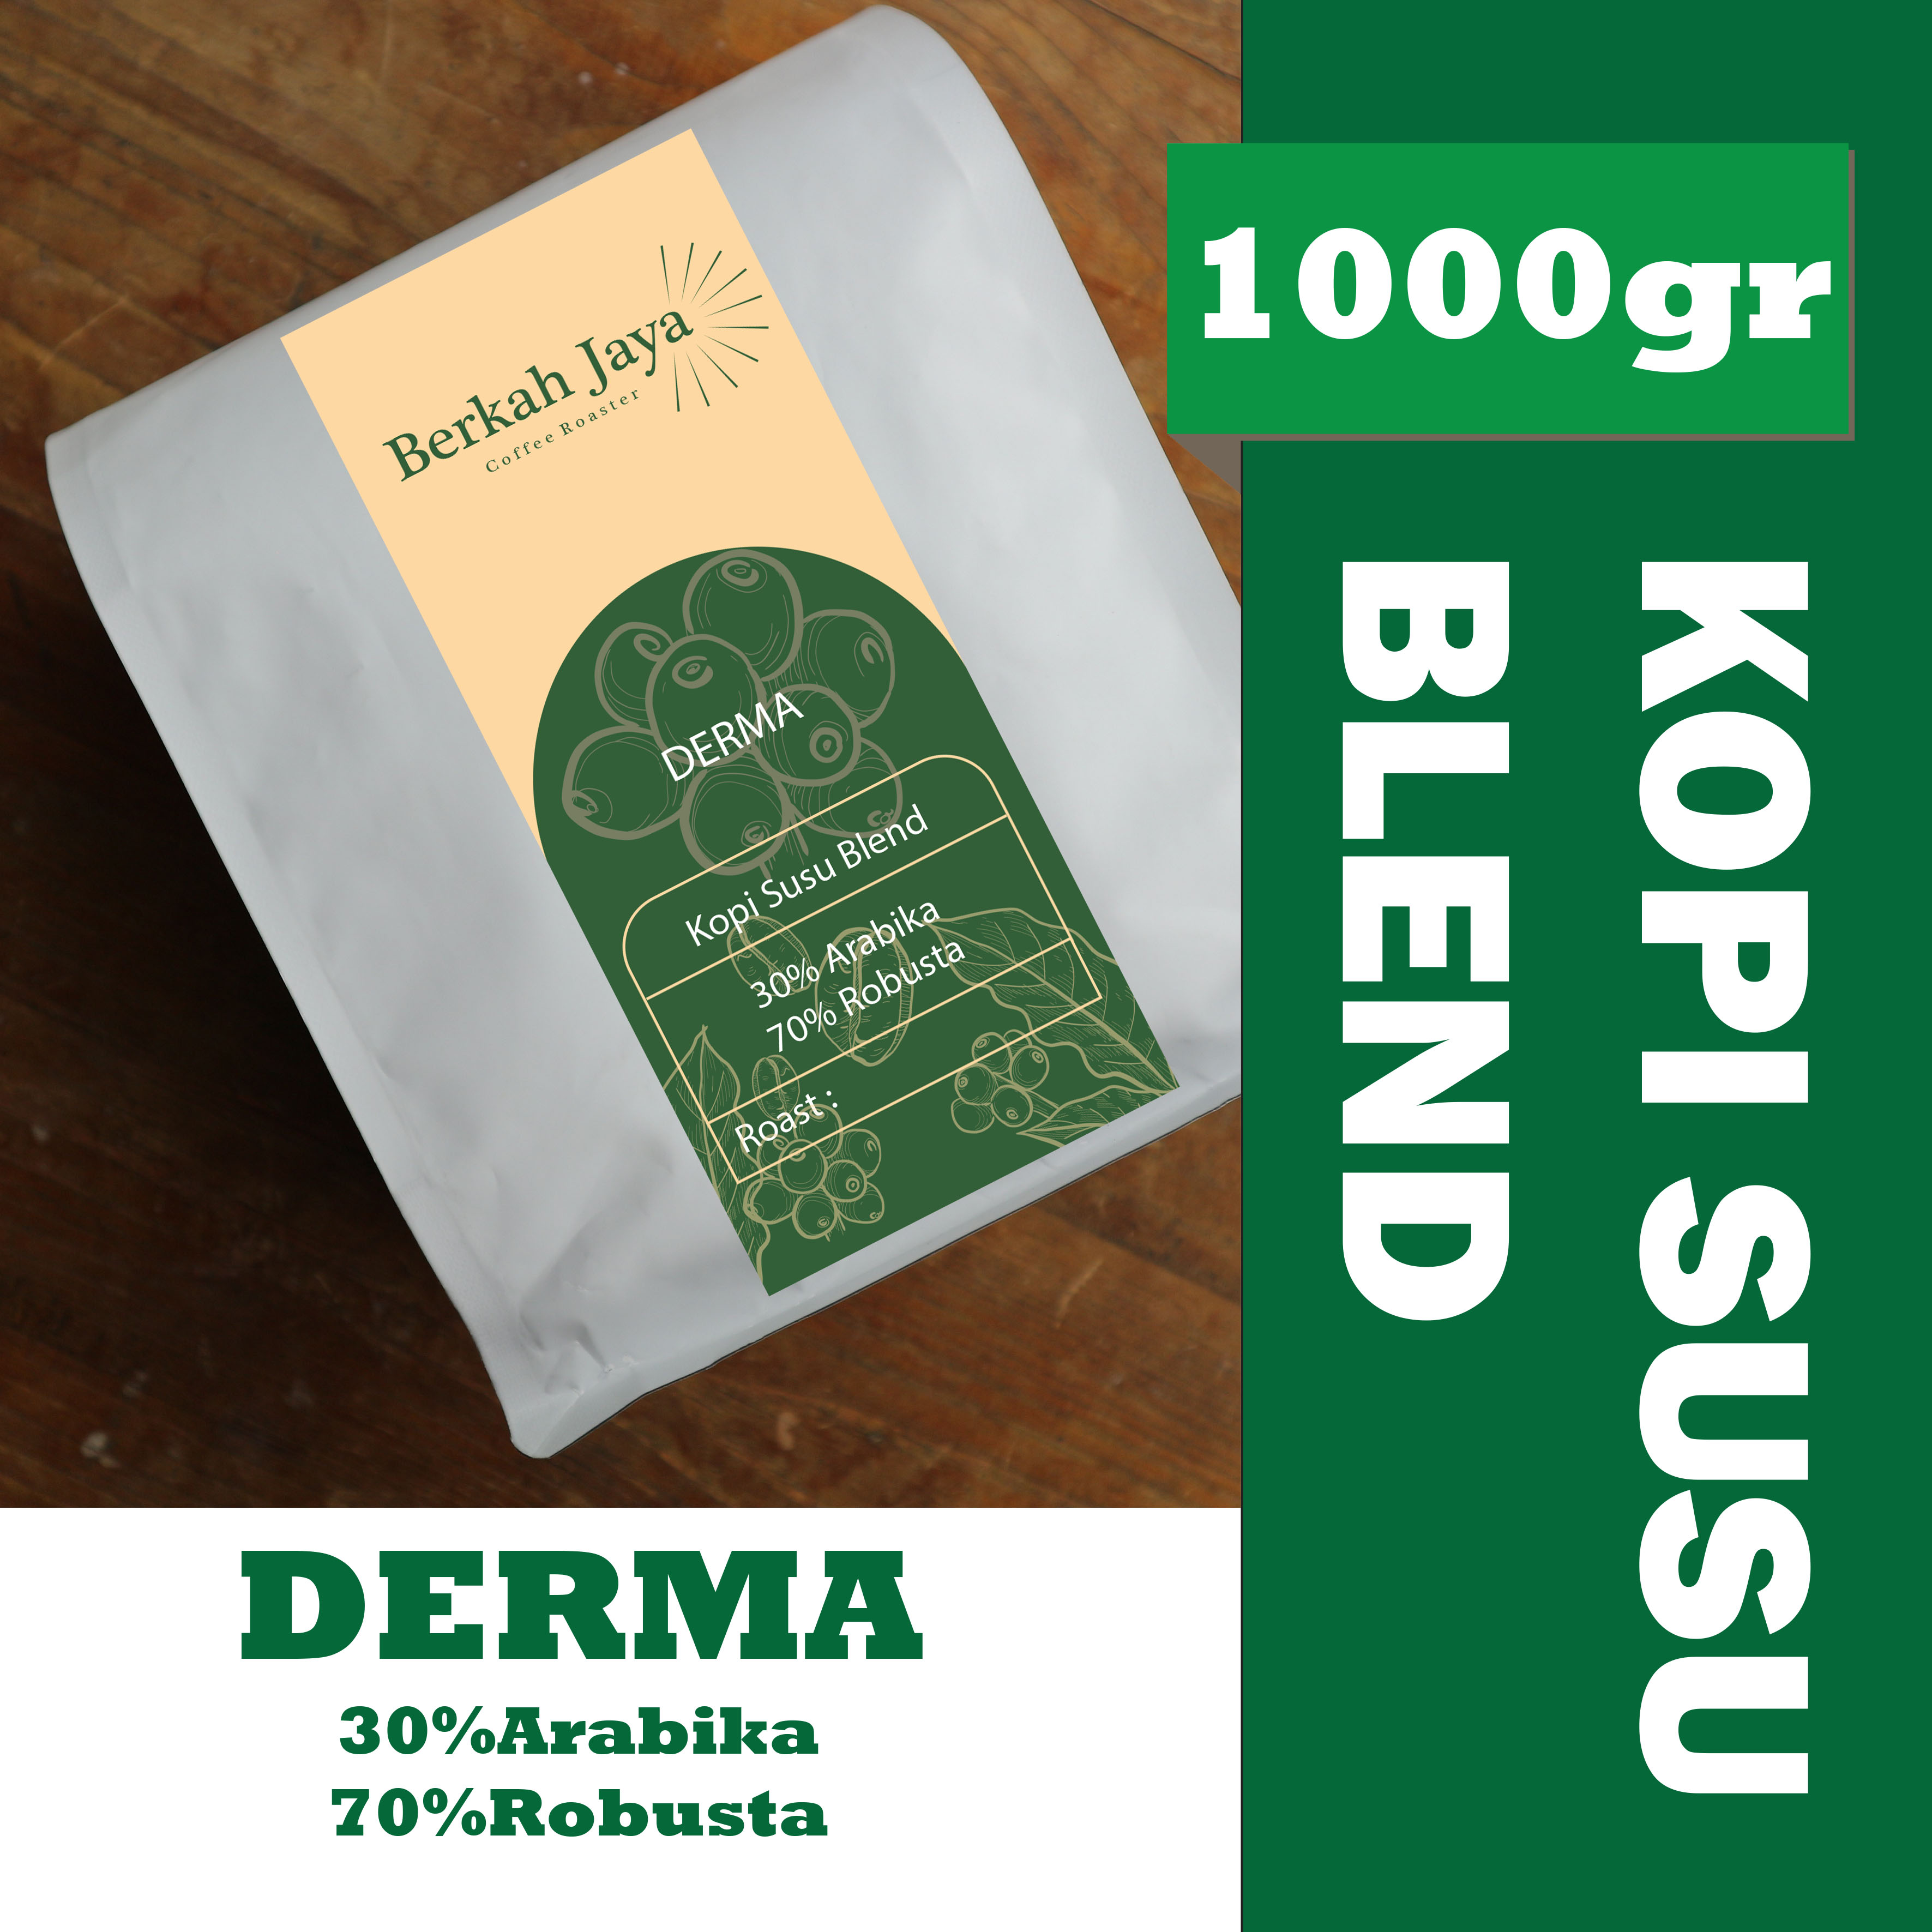 Berkah Jaya
Coffee Roaster
DERMA
Kopi Susu Blend
30% Arabika
70% Robusta
Roast :
1000gr
KOPI SUSU
BLEND
DERMA
30%Arabika
70%Robusta